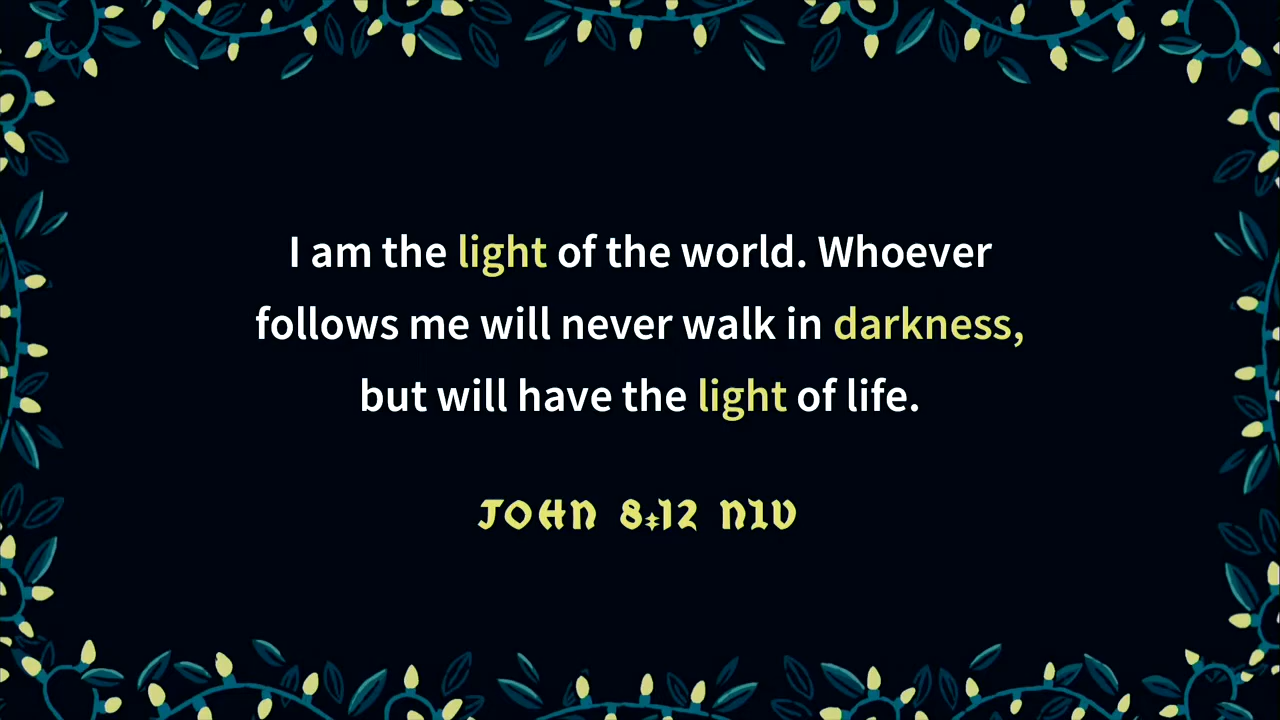 I am the light of the world. Whoever
follows me will never walk in darkness,
but will have the light of life.
JOHN 8:12 NIV